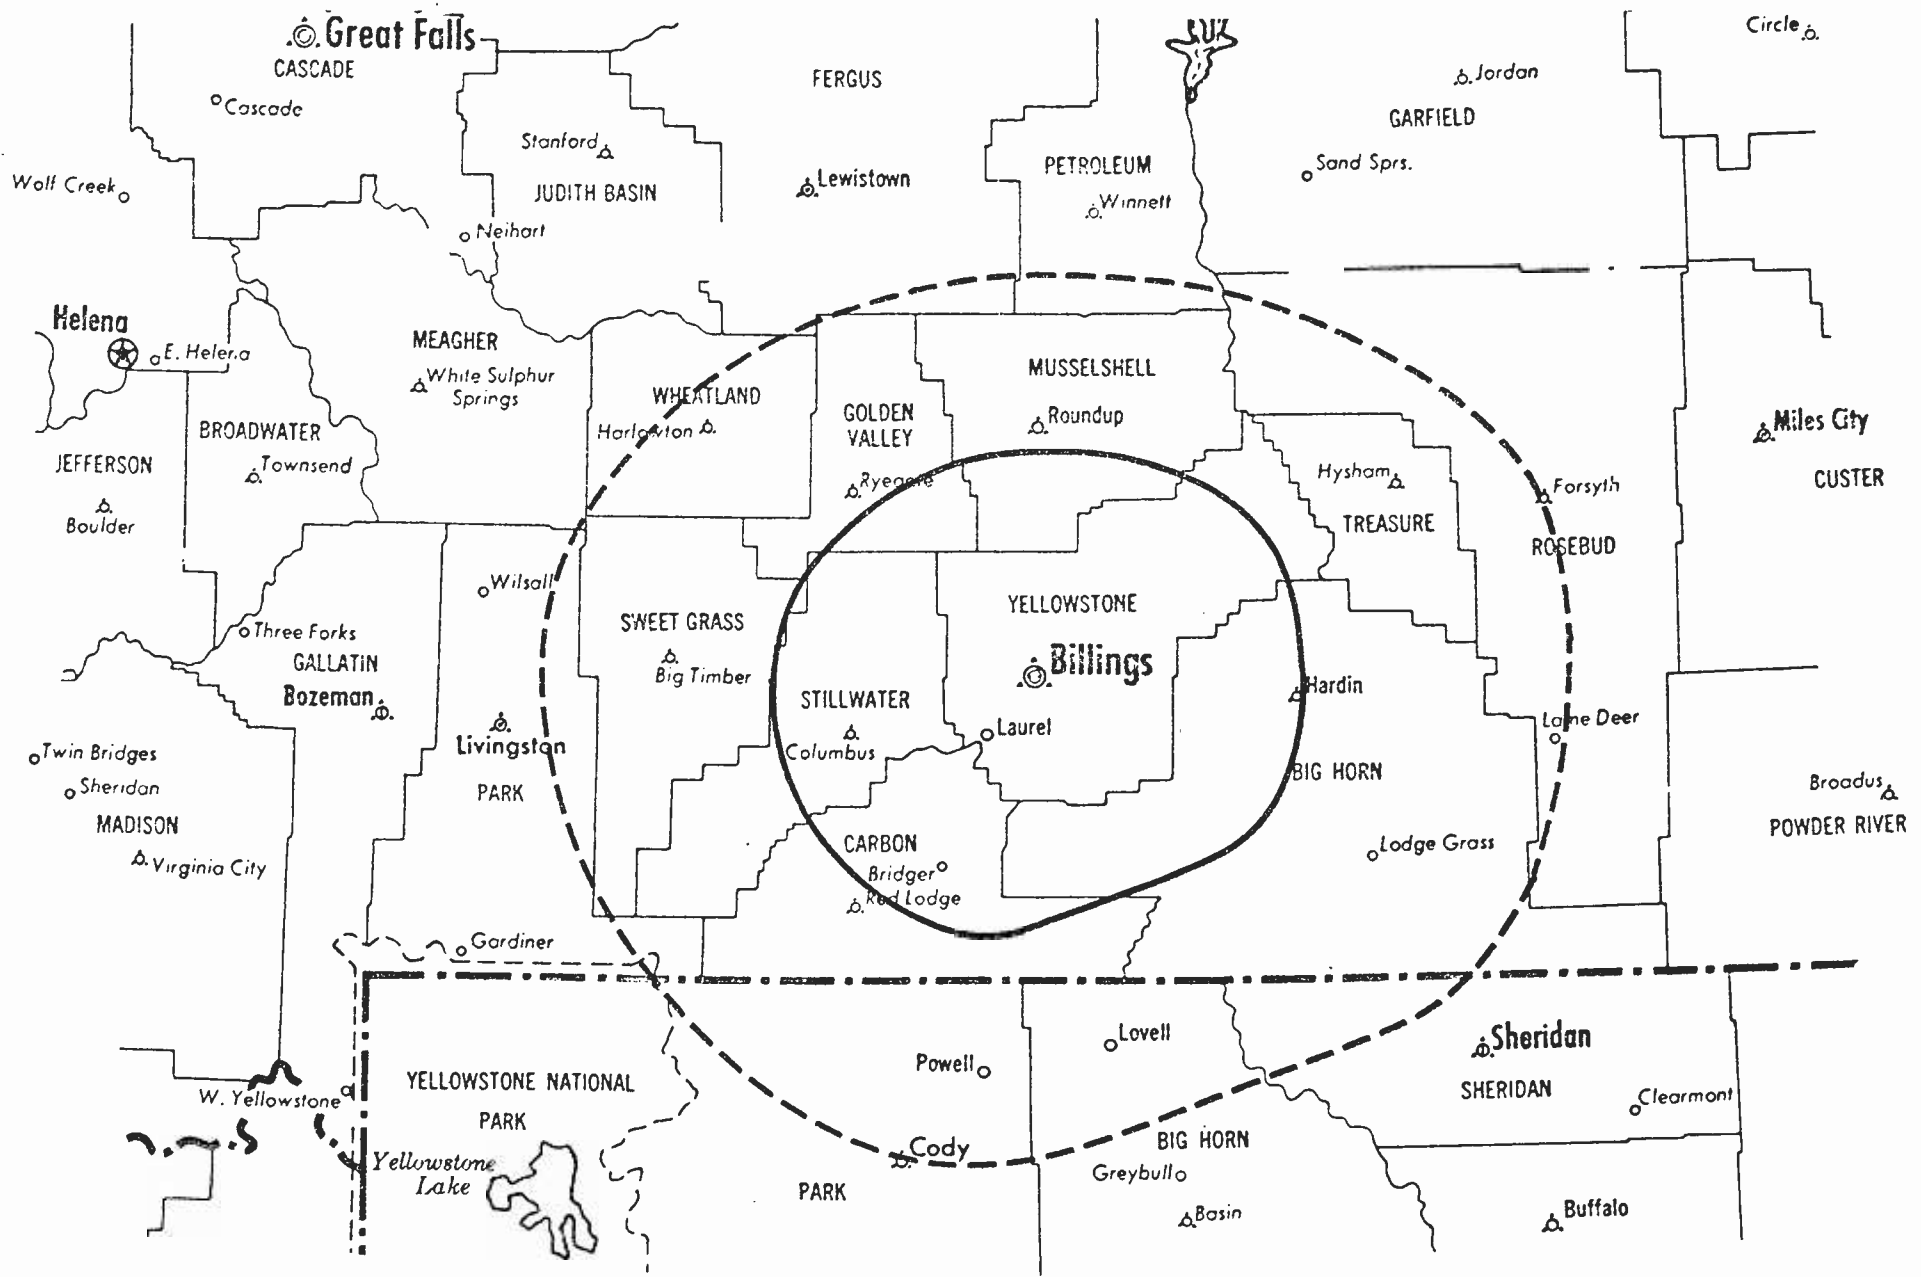 Great Falls
CASCADE
Cascade
Circle
FERGUS
Jordan
GARFIELD
Stanford
JUDITH BASIN
Lewistown
PETROLEUM
Winnett
Sand Sprs.
Wolf Creek
Neihart
Helena
E. Helena
MEAGHER
White Sulphur
Springs
WHEATLAND
Harlowton
GOLDEN
VALLEY
Ryegate
MUSSELSHELL
Roundup
Miles City
CUSTER
BROADWATER
Townsend
JEFFERSON
Boulder
Hysham
TREASURE
Forsyth
ROSEBUD
Wilsall
Three Forks
GALLATIN
Bozeman
SWEET GRASS
Big Timber
YELLOWSTONE
Billings
STILLWATER
Columbus
Laurel
Hardin
BIG HORN
Lame Deer
Livingston
PARK
Twin Bridges
Sheridan
MADISON
Virginia City
CARBON
Bridger
Red Lodge
Lodge Grass
Broadus
POWDER RIVER
Gardiner
Powell
Lovell
Sheridan
SHERIDAN
Clearmont
W. Yellowstone
YELLOWSTONE NATIONAL
PARK
Yellowstone
Lake
Cody
BIG HORN
Greybull
PARK
Basin
Buffalo